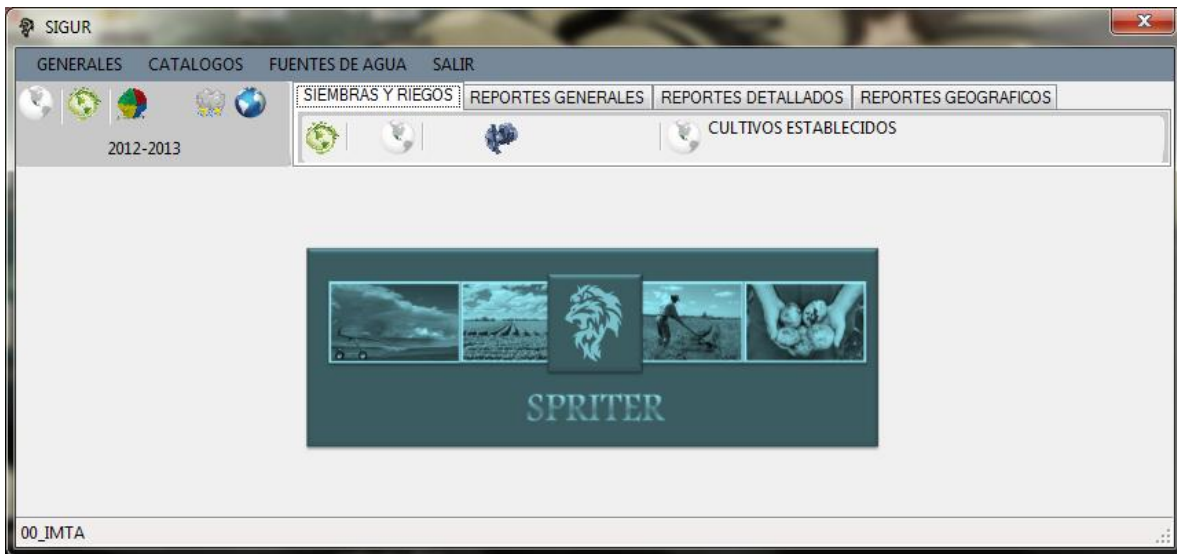 SIGUR
GENERALES CATALOGOS FUENTES DE AGUA SALIR
SIEMBRAS Y RIEGOS REPORTES GENERALES REPORTES DETALLADOS REPORTES GEOGRAFICOS
CULTIVOS ESTABLECIDOS
2012-2013
SPRITER
00_IMTA